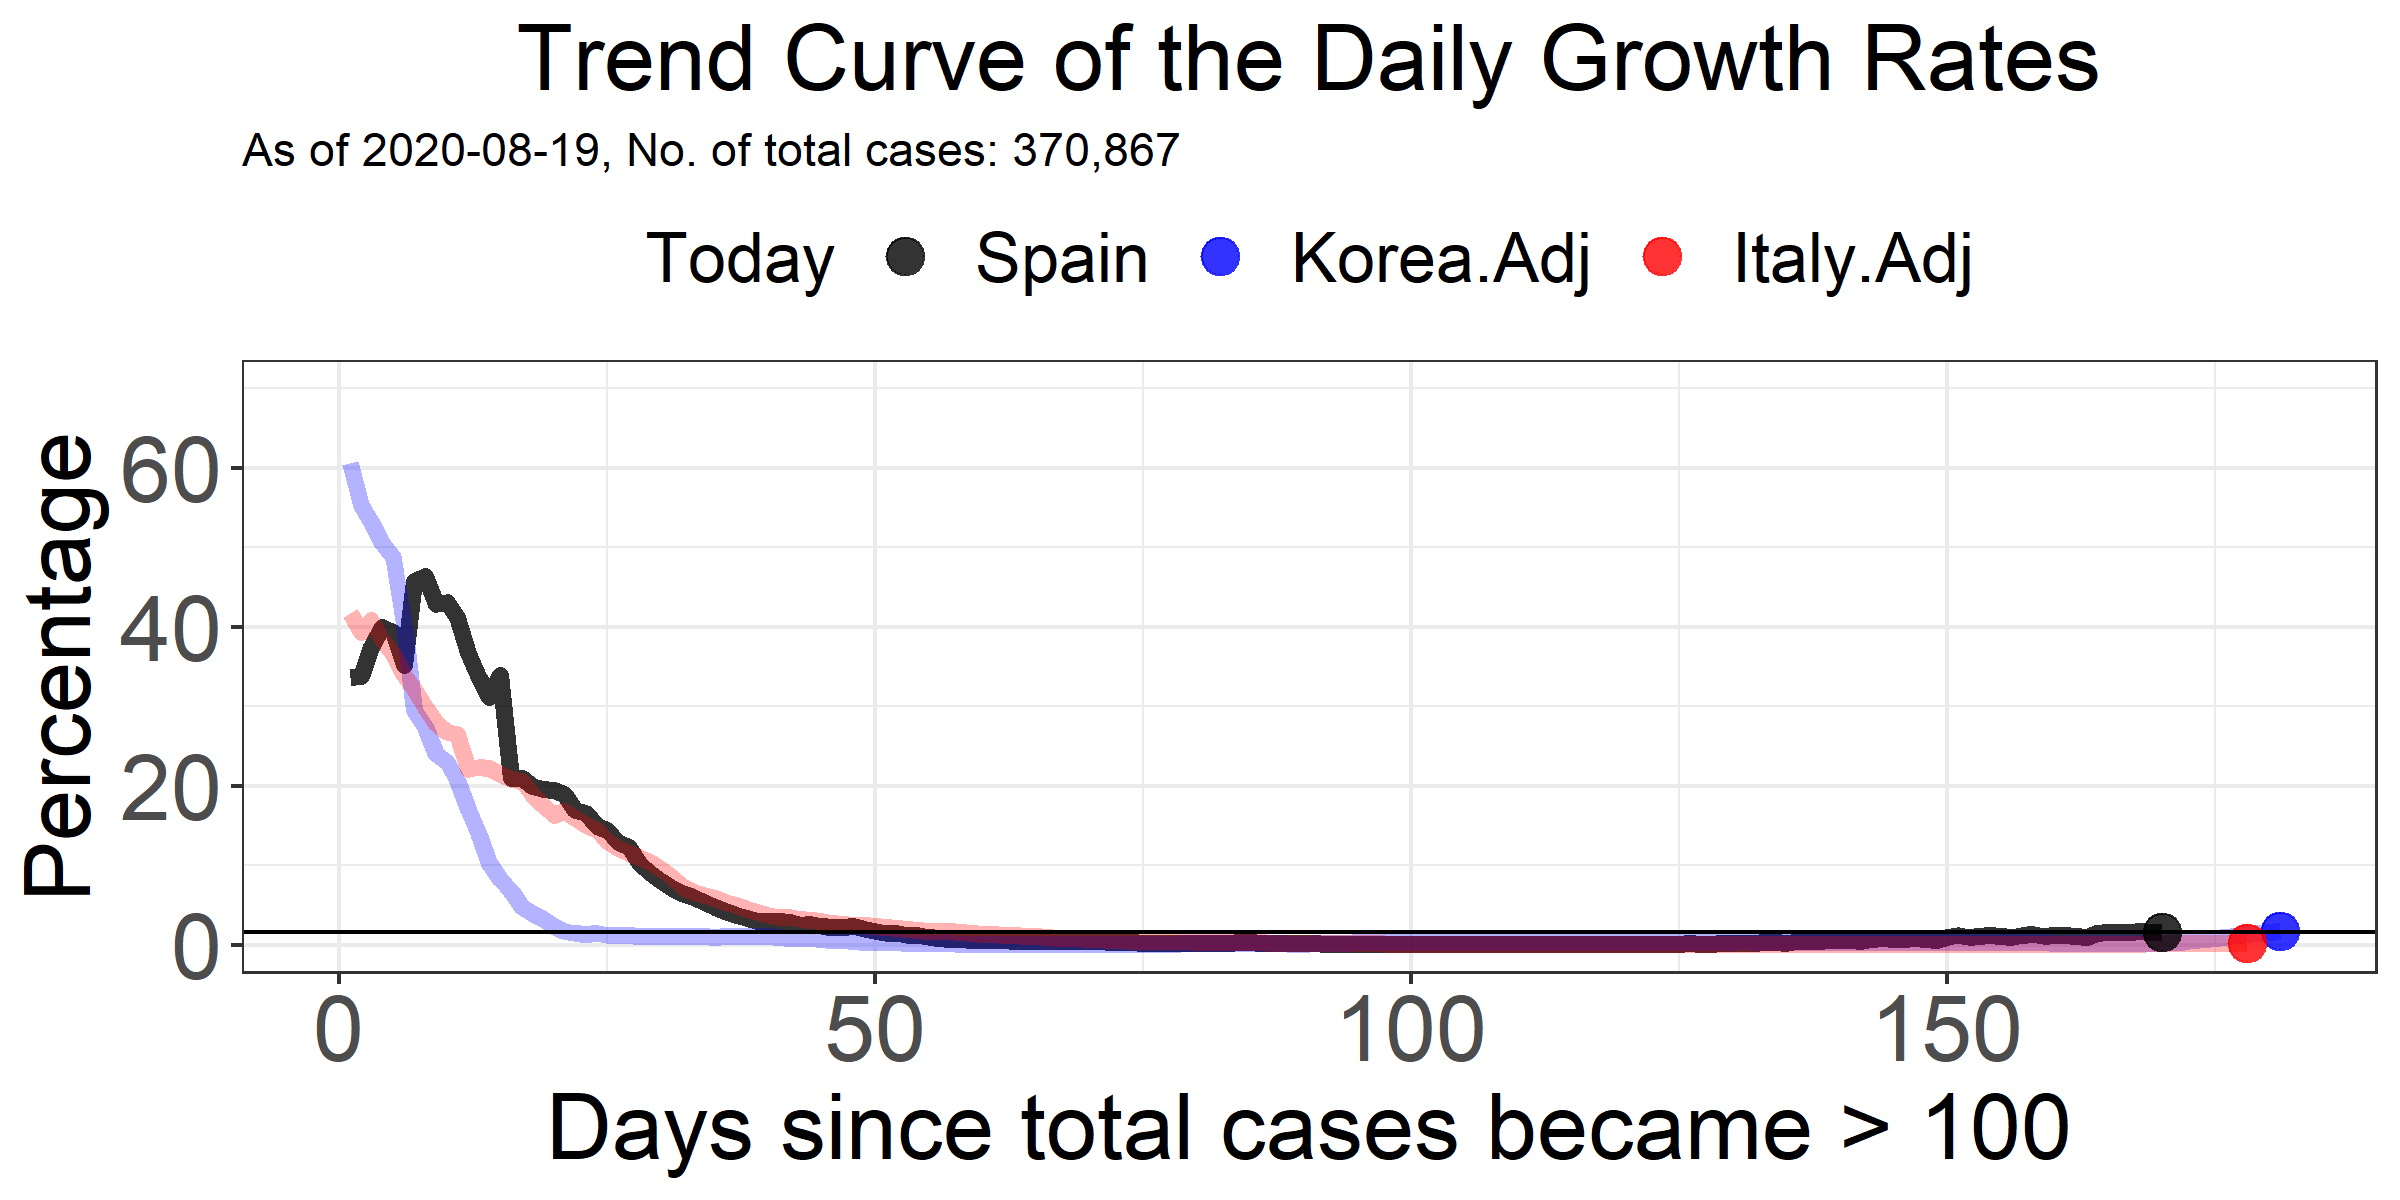 Trend Curve of the Daily Growth Rates
As of 2020-08-19, No. of total cases: 370,867
Today Spain Korea.Adj Italy.Adj
Percentage
60
40
20
0
0 50 100 150
Days since total cases became > 100